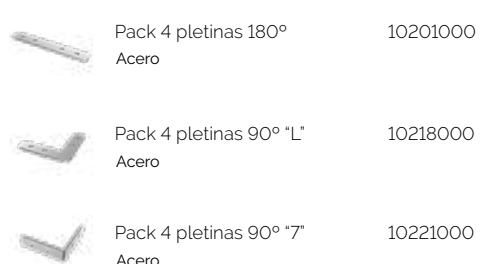 Pack 4 pletinas 180º 10201000
Acero
Pack 4 pletinas 90º “L” 10218000
Acero
Pack 4 pletinas 90º “7” 10221000
Acero